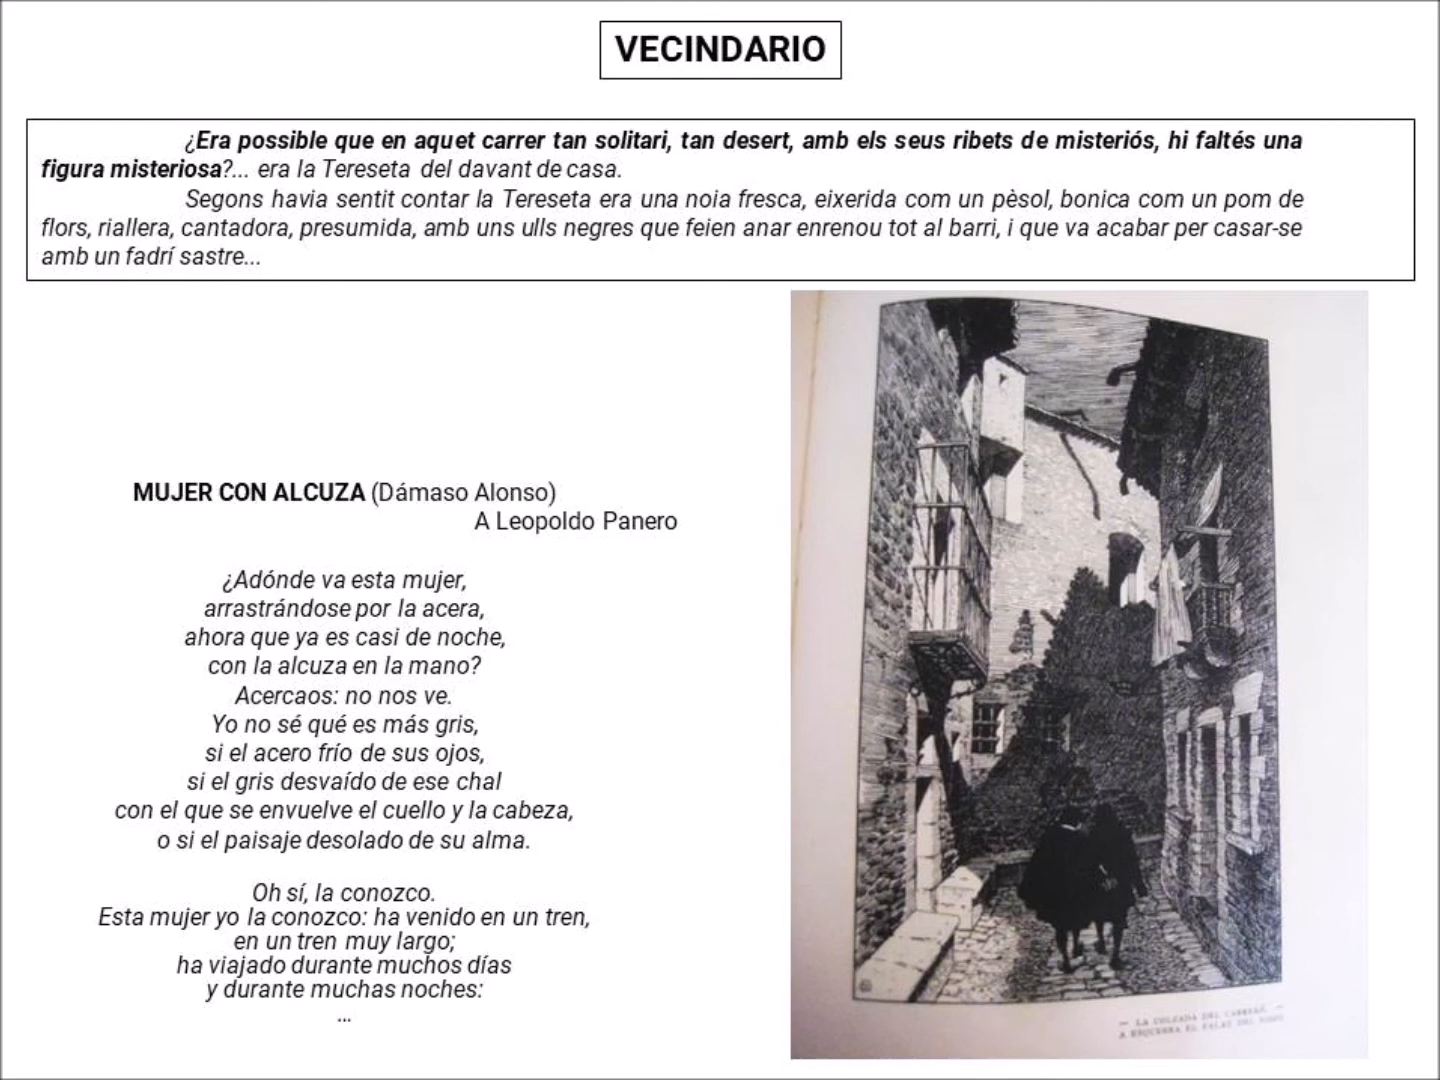 VECINDARIO
¿Era possible que en aquet carrer tan solitari, tan desert, amb els seus ribets de misteriós, hi faltés una
figura misteriosa?... era la Tereseta del davant de casa.
Segons havia sentit contar la Tereseta era una noia fresca, eixerida com un pèsol, bonica com un pom de
flors, riallera, cantadora, presumida, amb uns ulls negres que feien anar enrenou tot al barri, i que va acabar per casar-se
amb un fadrí sastre...
MUJER CON ALCUZA (Dámaso Alonso)
A Leopoldo Panero
¿Adónde va esta mujer,
arrastrándose por la acera,
ahora que ya es casi de noche,
con la alcuza en la mano?
Acercaos: no nos ve.
Yo no sé qué es más gris,
si el acero frío de sus ojos,
si el gris desvaído de ese chal
con el que se envuelve el cuello y la cabeza,
o si el paisaje desolado de su alma.
Oh sí, la conozco.
Esta mujer yo la conozco: ha venido en un tren,
en un tren muy largo;
ha viajado durante muchos días
y durante muchas noches:
...
— LA COLZADA DEL CARRER. —
A ESQUERRA EL PALAU DEL